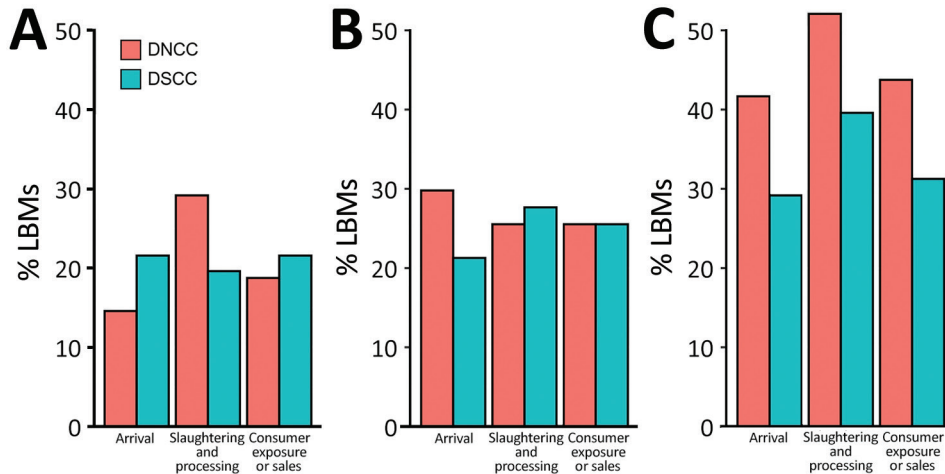 A
% LBMs
50
40
30
20
10
0
DNCC
DSCC
Arrival
Slaughtering
and
processing
Consumer
exposure
or sales
B
% LBMs
50
40
30
20
10
0
Arrival
Slaughtering
and
processing
Consumer
exposure
or sales
C
% LBMs
50
40
30
20
10
0
Arrival
Slaughtering
and
processing
Consumer
exposure
or sales